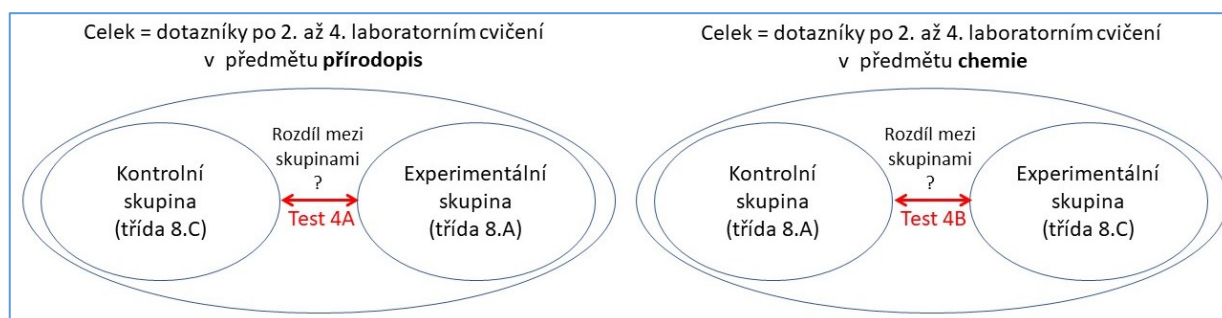 Celek = dotazníky po 2. až 4. laboratorním cvičení
v předmětu přírodopis
Rozdíl mezi
skupinami
?
Kontrolní
skupina
(třída 8.C)
Test 4A
Experimentální
skupina
(třída 8.A)
Celek = dotazníky po 2. až 4. laboratorním cvičení
v předmětu chemie
Rozdíl mezi
skupinami
?
Kontrolní
skupina
(třída 8.A)
Test 4B
Experimentální
skupina
(třída 8.C)